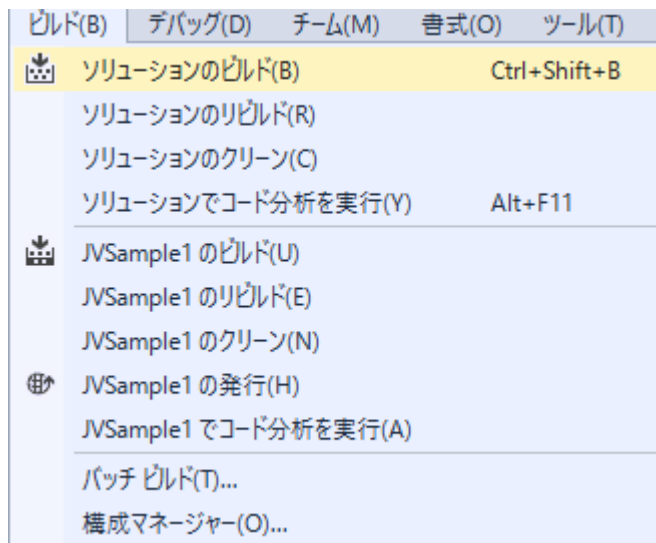 ビルド(B) デバッグ(D) チーム(M) 書式(O) ツール(T)
ソリューションのビルド(B) Ctrl+Shift+B
ソリューションのリビルド(R)
ソリューションのクリーン(C)
ソリューションでコード分析を実行(Y) Alt+F11
JVSample1 のビルド(U)
JVSample1 のリビルド(E)
JVSample1 のクリーン(N)
JVSample1 の発行(H)
JVSample1 でコード分析を実行(A)
バッチ ビルド(T)...
構成マネージャー(O)...